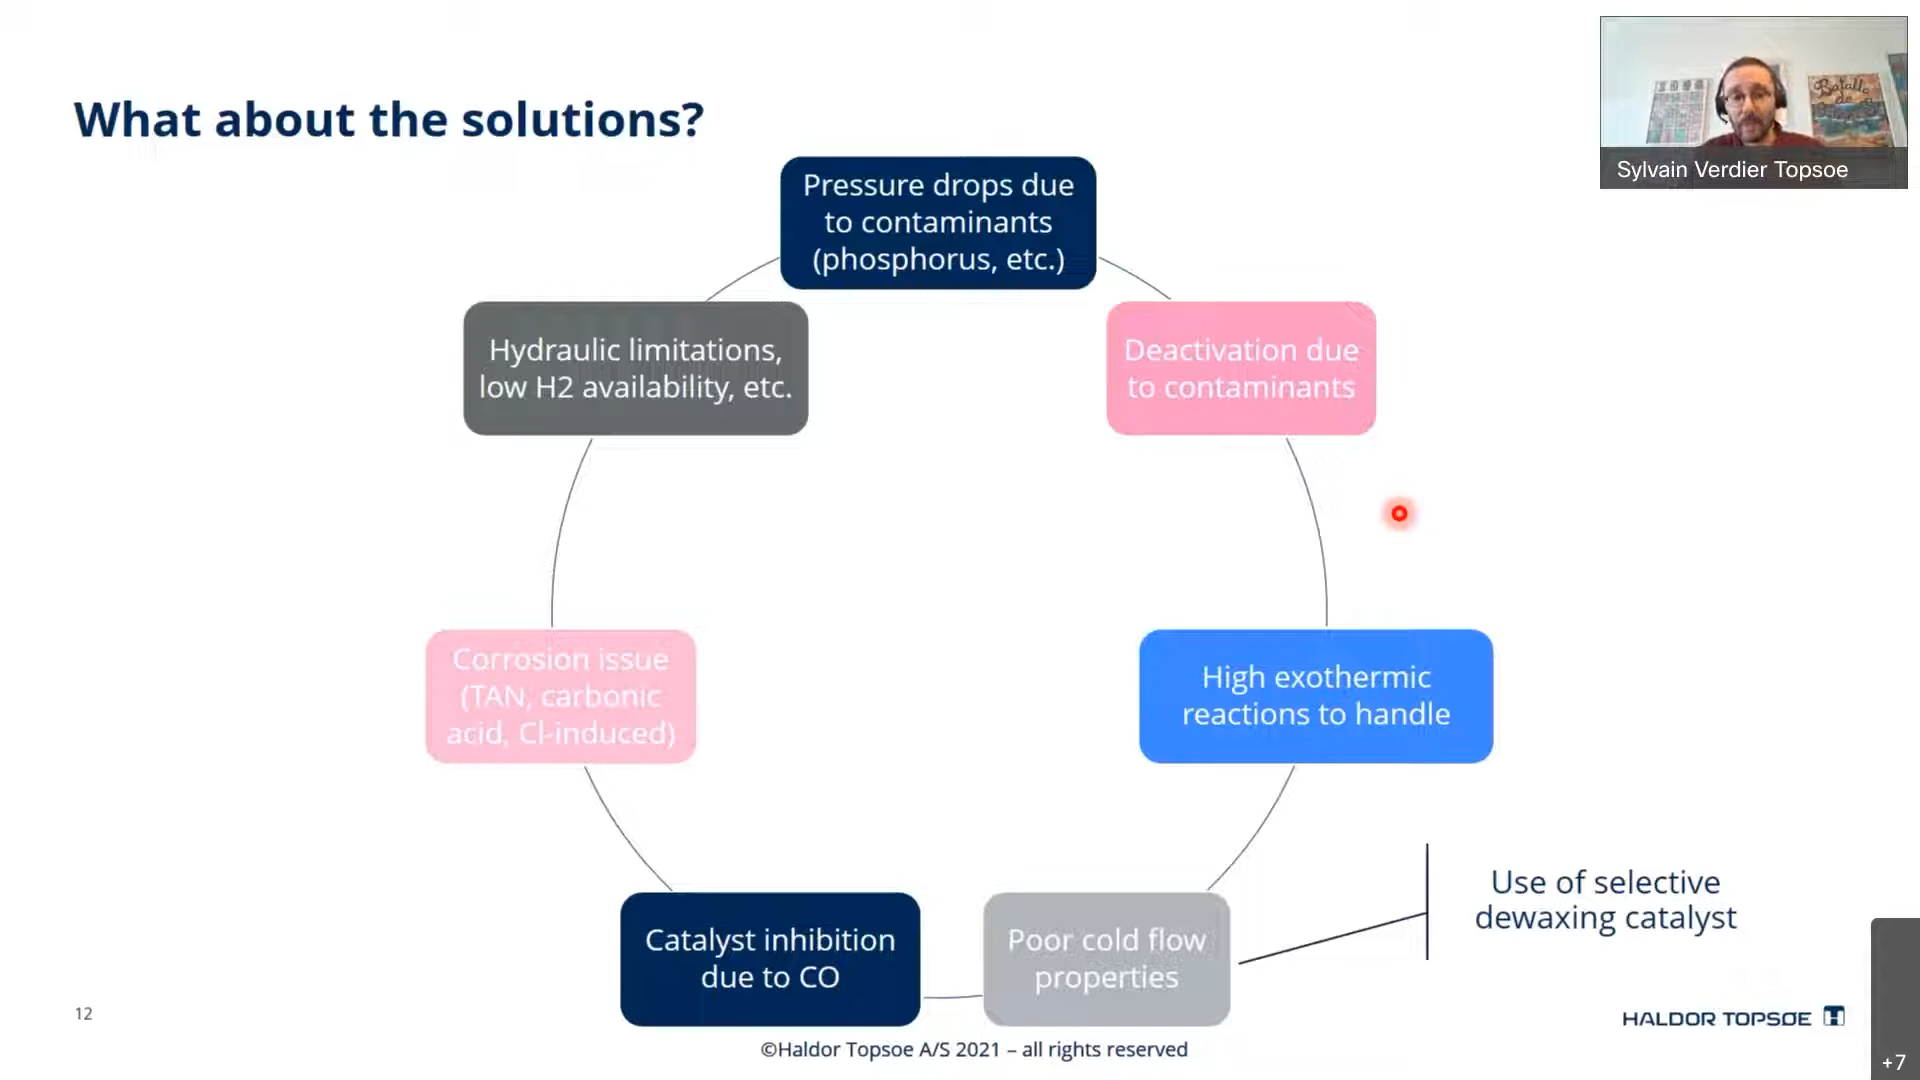 What about the solutions?
Pressure drops due
to contaminants
(phosphorus, etc.)
Hydraulic limitations,
low H2 availability, etc.
Deactivation due
to contaminants
Corrosion issue
(TAN, carbonic
acid, Cl-induced)
High exothermic
reactions to handle
Catalyst inhibition
due to CO
Poor cold flow
properties
Use of selective
dewaxing catalyst
12
HALDOR TOPSØE
©Haldor Topsoe A/S 2021 – all rights reserved
Batalla
de
Sylvain Verdier Topsoe
+7